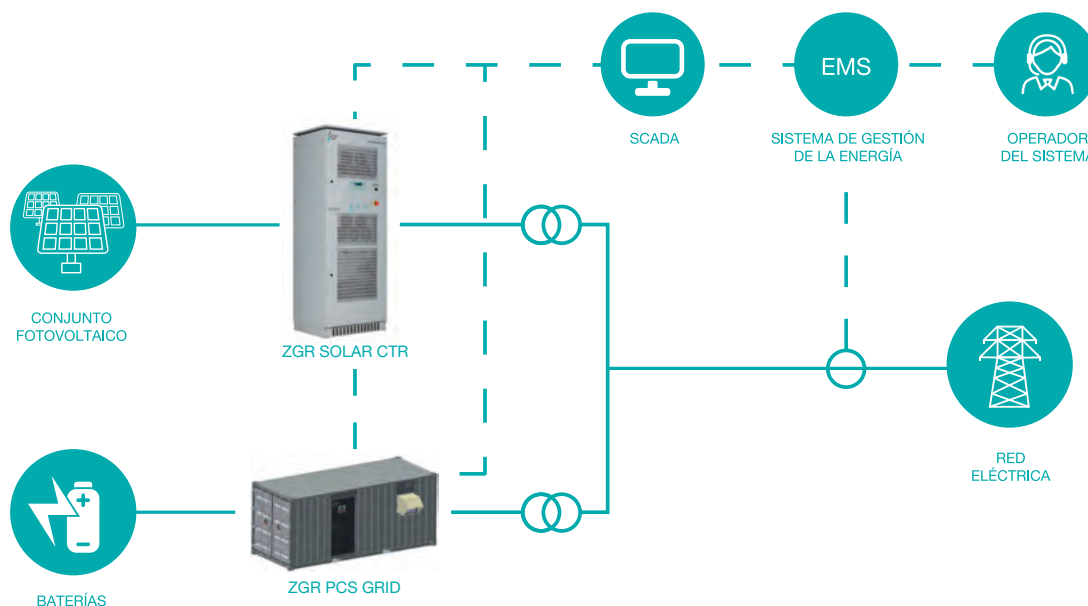 EMS
SCADA
SISTEMA DE GESTIÓN
DE LA ENERGÍA
OPERADOR
DEL SISTEMA
CONJUNTO
FOTOVOLTAICO
ZGR SOLAR CTR
RED
ELÉCTRICA
ZGR PCS GRID
BATERÍAS